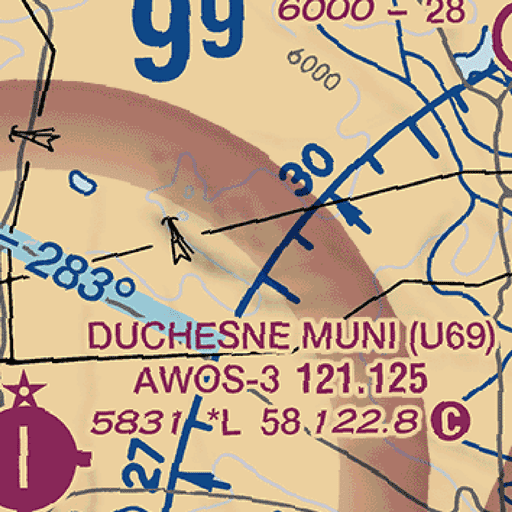 6000 - 28
99
6000
30
283°
DUCHESNE MUNI (U69)
AWOS-3 121.125
5831 *L 58 122.8 C
27